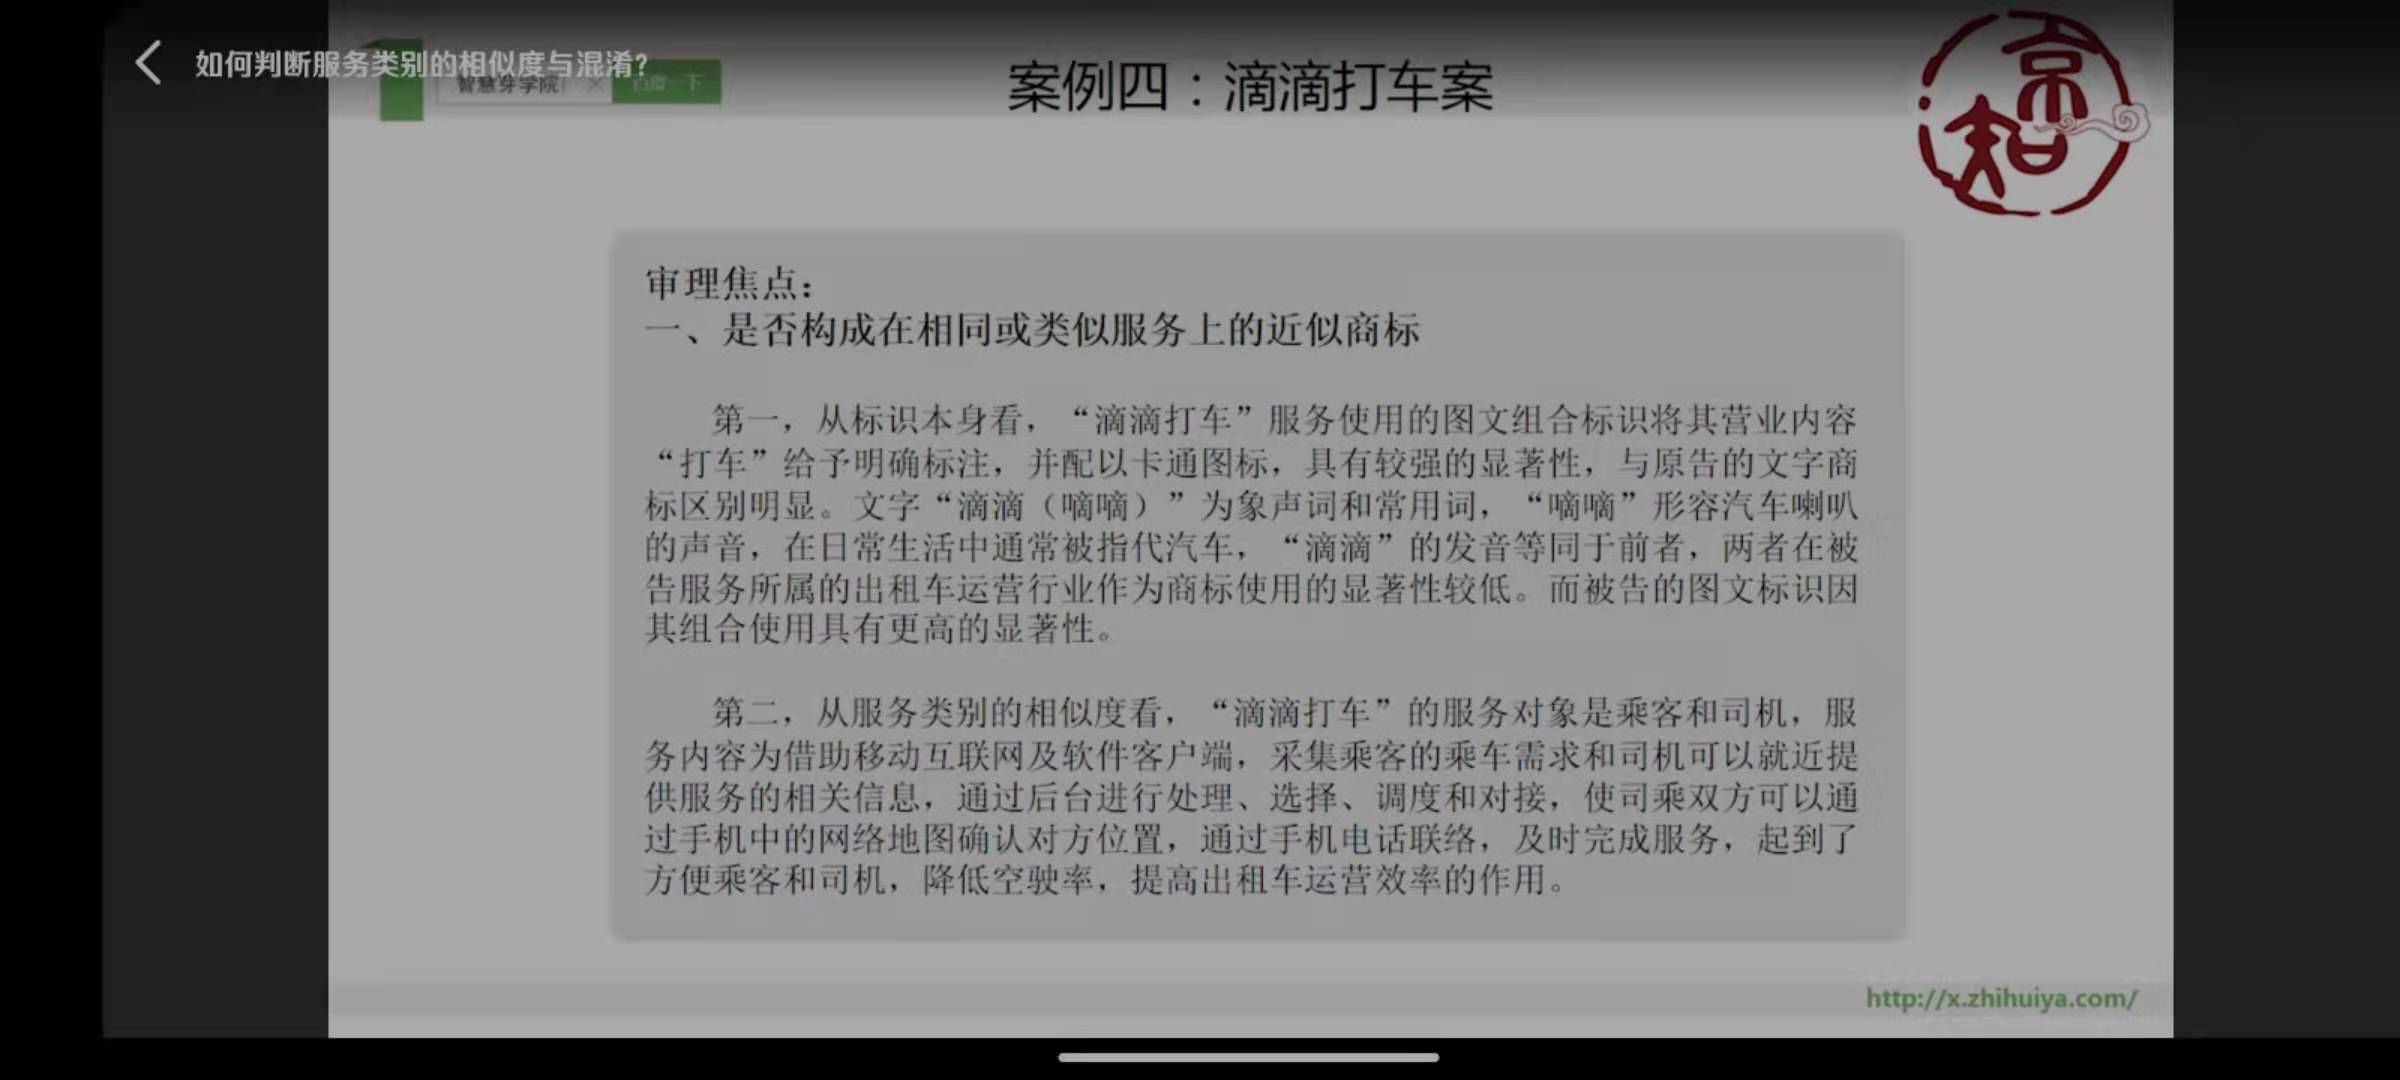 如何判断服务类别的相似度与混淆?
智慧芽学院
百度一下
案例四：滴滴打车案
京知
审理焦点：
一、是否构成在相同或类似服务上的近似商标
第一，从标识本身看，“滴滴打车”服务使用的图文组合标识将其营业内容
“打车”给予明确标注，并配以卡通图标，具有较强的显著性，与原告的文字商
标区别明显。文字“滴滴（嘀嘀）”为象声词和常用词，“嘀嘀”形容汽车喇叭
的声音，在日常生活中通常被指代汽车，“滴滴”的发音等同于前者，两者在被
告服务所属的出租车运营行业作为商标使用的显著性较低。而被告的图文标识因
其组合使用具有更高的显著性。
第二，从服务类别的相似度看，“滴滴打车”的服务对象是乘客和司机，服
务内容为借助移动互联网及软件客户端，采集乘客的乘车需求和司机可以就近提
供服务的相关信息，通过后台进行处理、选择、调度和对接，使司乘双方可以通
过手机中的网络地图确认对方位置，通过手机电话联络，及时完成服务，起到了
方便乘客和司机，降低空驶率，提高出租车运营效率的作用。
http://x.zhihuiya.com/